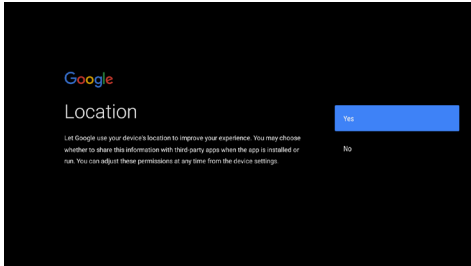 Google
Location
Let Google use your device's location to improve your experience. You may choose
whether to share this information with third-party apps when the app is installed or
run. You can adjust these permissions at any time from the device settings.
Yes
No